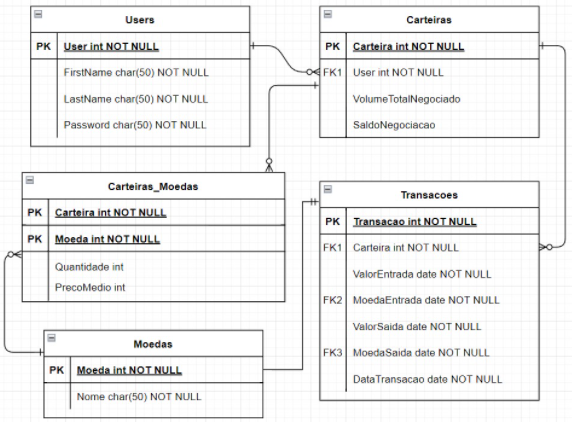 Users
PK User int NOT NULL
FirstName char(50) NOT NULL
LastName char(50) NOT NULL
Password char(50) NOT NULL
Carteiras
PK Carteira int NOT NULL
FK1 User int NOT NULL
VolumeTotalNegociado
SaldoNegociacao
Carteiras_Moedas
PK Carteira int NOT NULL
PK Moeda int NOT NULL
Quantidade int
PrecoMedio int
Transacoes
PK Transacao int NOT NULL
FK1 Carteira int NOT NULL
ValorEntrada date NOT NULL
FK2 MoedaEntrada date NOT NULL
ValorSaida date NOT NULL
FK3 MoedaSaida date NOT NULL
DataTransacao date NOT NULL
Moedas
PK Moeda int NOT NULL
Nome char(50) NOT NULL